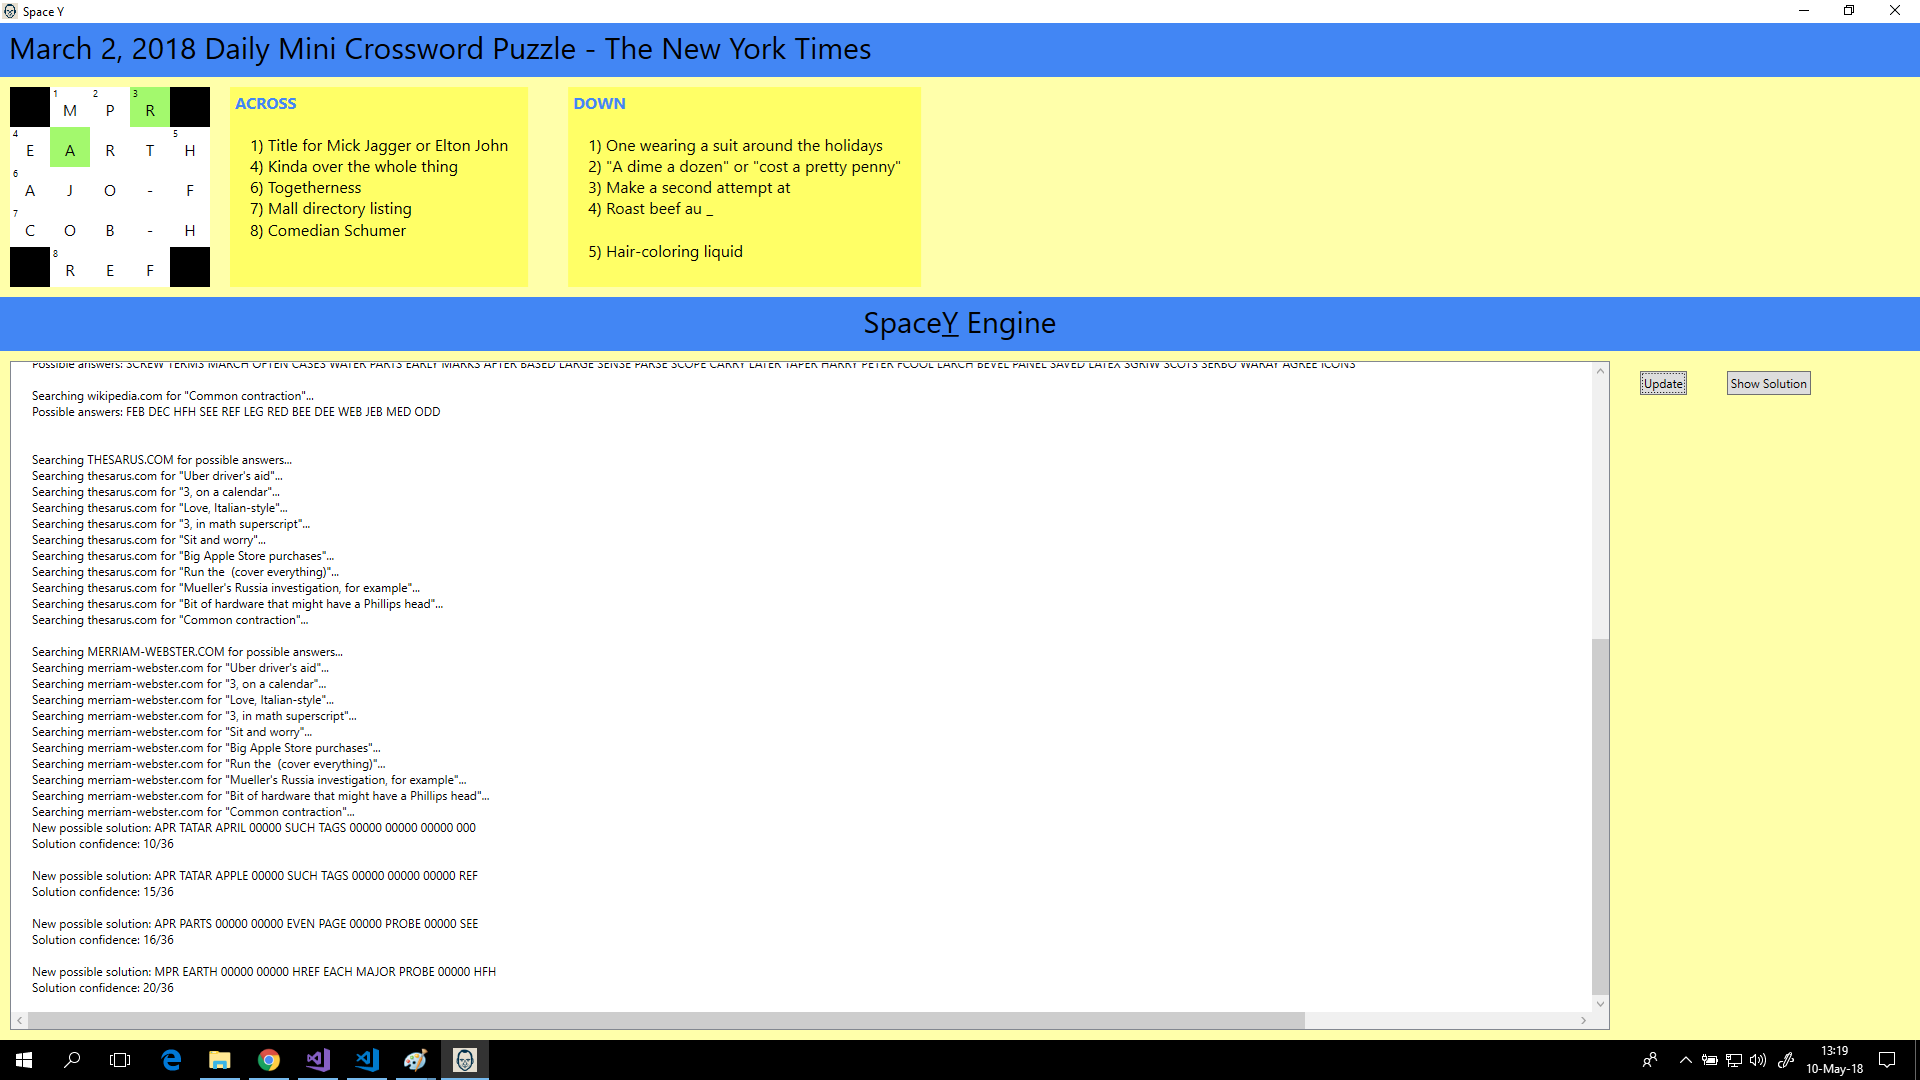 Space Y
March 2, 2018 Daily Mini Crossword Puzzle - The New York Times
1 M 2 P 3 R
4 E A R T 5 H
6 A J O - F
7 C O B - H
8 R E F
ACROSS
1) Title for Mick Jagger or Elton John
4) Kinda over the whole thing
6) Togetherness
7) Mall directory listing
8) Comedian Schumer
DOWN
1) One wearing a suit around the holidays
2) "A dime a dozen" or "cost a pretty penny"
3) Make a second attempt at
4) Roast beef au _
5) Hair-coloring liquid
SpaceY Engine
Possible answers: SCREW TERMS MARCH OFTEN CASES WATER PARTS EARLY MARKS AFTER BASED LARGE SENSE PARSE SCOPE CARRY LATER TAPER HARRY PETER FCOOL LARCH BEVEL PANEL SAVED LATEX SGRIW SCOTS SERBO WARAY AGREE ICONS
Searching wikipedia.com for "Common contraction"...
Possible answers: FEB DEC HFH SEE REF LEG RED BEE DEE WEB JEB MED ODD
Searching THESARUS.COM for possible answers...
Searching thesarus.com for "Uber driver's aid"...
Searching thesarus.com for "3, on a calendar"...
Searching thesarus.com for "Love, Italian-style"...
Searching thesarus.com for "3, in math superscript"...
Searching thesarus.com for "Sit and worry"...
Searching thesarus.com for "Big Apple Store purchases"...
Searching thesarus.com for "Run the  (cover everything)"...
Searching thesarus.com for "Mueller's Russia investigation, for example"...
Searching thesarus.com for "Bit of hardware that might have a Phillips head"...
Searching thesarus.com for "Common contraction"...
Searching MERRIAM-WEBSTER.COM for possible answers...
Searching merriam-webster.com for "Uber driver's aid"...
Searching merriam-webster.com for "3, on a calendar"...
Searching merriam-webster.com for "Love, Italian-style"...
Searching merriam-webster.com for "3, in math superscript"...
Searching merriam-webster.com for "Sit and worry"...
Searching merriam-webster.com for "Big Apple Store purchases"...
Searching merriam-webster.com for "Run the  (cover everything)"...
Searching merriam-webster.com for "Mueller's Russia investigation, for example"...
Searching merriam-webster.com for "Bit of hardware that might have a Phillips head"...
Searching merriam-webster.com for "Common contraction"...
New possible solution: APR TATAR APRIL 00000 SUCH TAGS 00000 00000 00000 000
Solution confidence: 10/36
New possible solution: APR TATAR APPLE 00000 SUCH TAGS 00000 00000 00000 REF
Solution confidence: 15/36
New possible solution: APR PARTS 00000 00000 EVEN PAGE 00000 PROBE 00000 SEE
Solution confidence: 16/36
New possible solution: MPR EARTH 00000 00000 HREF EACH MAJOR PROBE 00000 HFH
Solution confidence: 20/36
Update
Show Solution
13:19
10-May-18